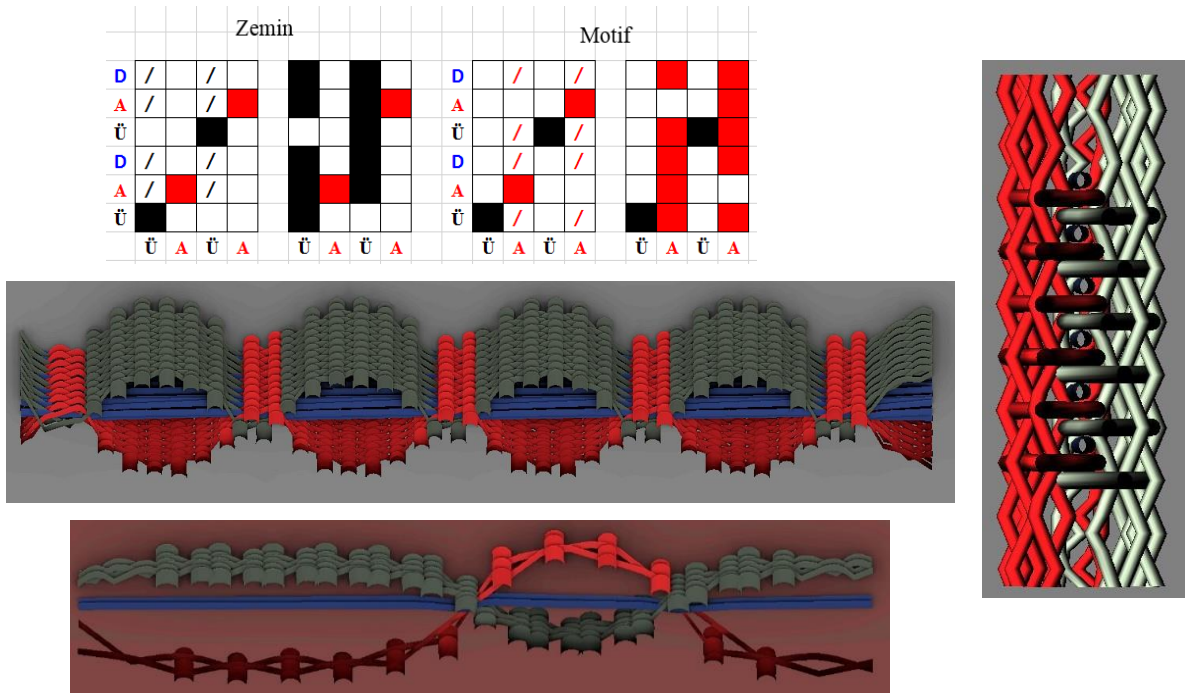 Zemin
Motif
D / / D / /
A / / A
Ü Ü / /
D / / D / /
A / / A
Ü Ü / /
Ü A Ü A Ü A Ü A Ü A Ü A Ü A Ü A